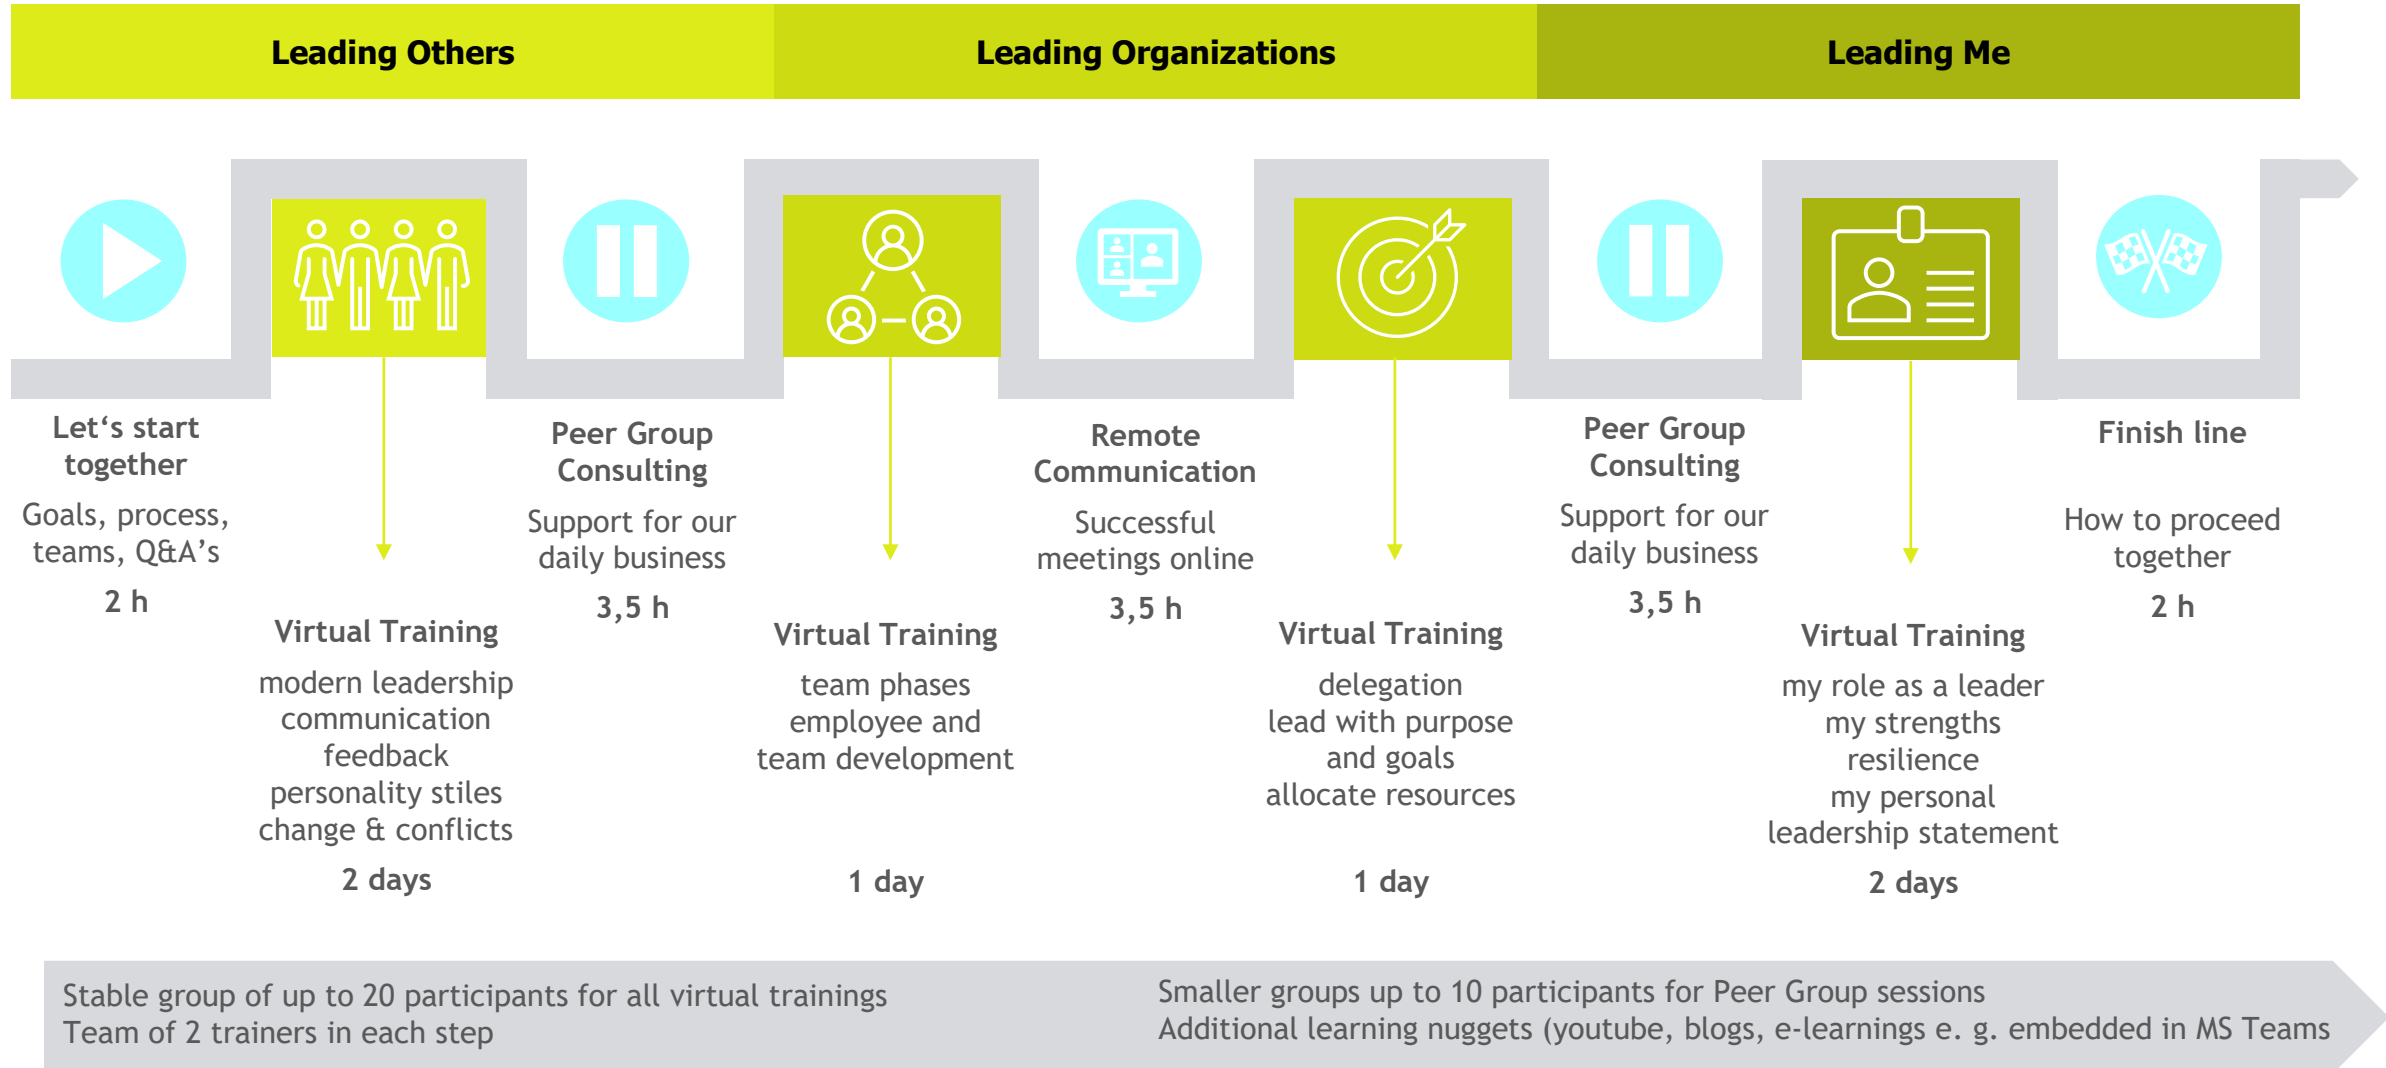 Leading Others
Leading Organizations
Leading Me
Let‘s start
together
Goals, process,
teams, Q&A’s
2 h
Virtual Training
modern leadership
communication
feedback
personality stiles
change & conflicts
2 days
Peer Group
Consulting
Support for our
daily business
3,5 h
Virtual Training
team phases
employee and
team development
1 day
Remote
Communication
Successful
meetings online
3,5 h
Virtual Training
delegation
lead with purpose
and goals
allocate resources
1 day
Peer Group
Consulting
Support for our
daily business
3,5 h
Virtual Training
my role as a leader
my strengths
resilience
my personal
leadership statement
2 days
Finish line
How to proceed
together
2 h
Stable group of up to 20 participants for all virtual trainings
Team of 2 trainers in each step
Smaller groups up to 10 participants for Peer Group sessions
Additional learning nuggets (youtube, blogs, e-learnings e. g. embedded in MS Teams